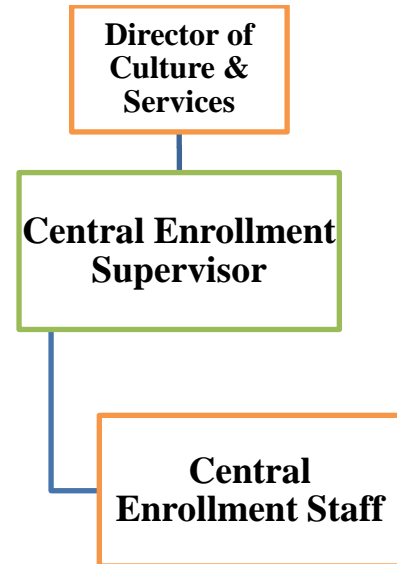 Director of
Culture &
Services
Central Enrollment
Supervisor
Central
Enrollment Staff